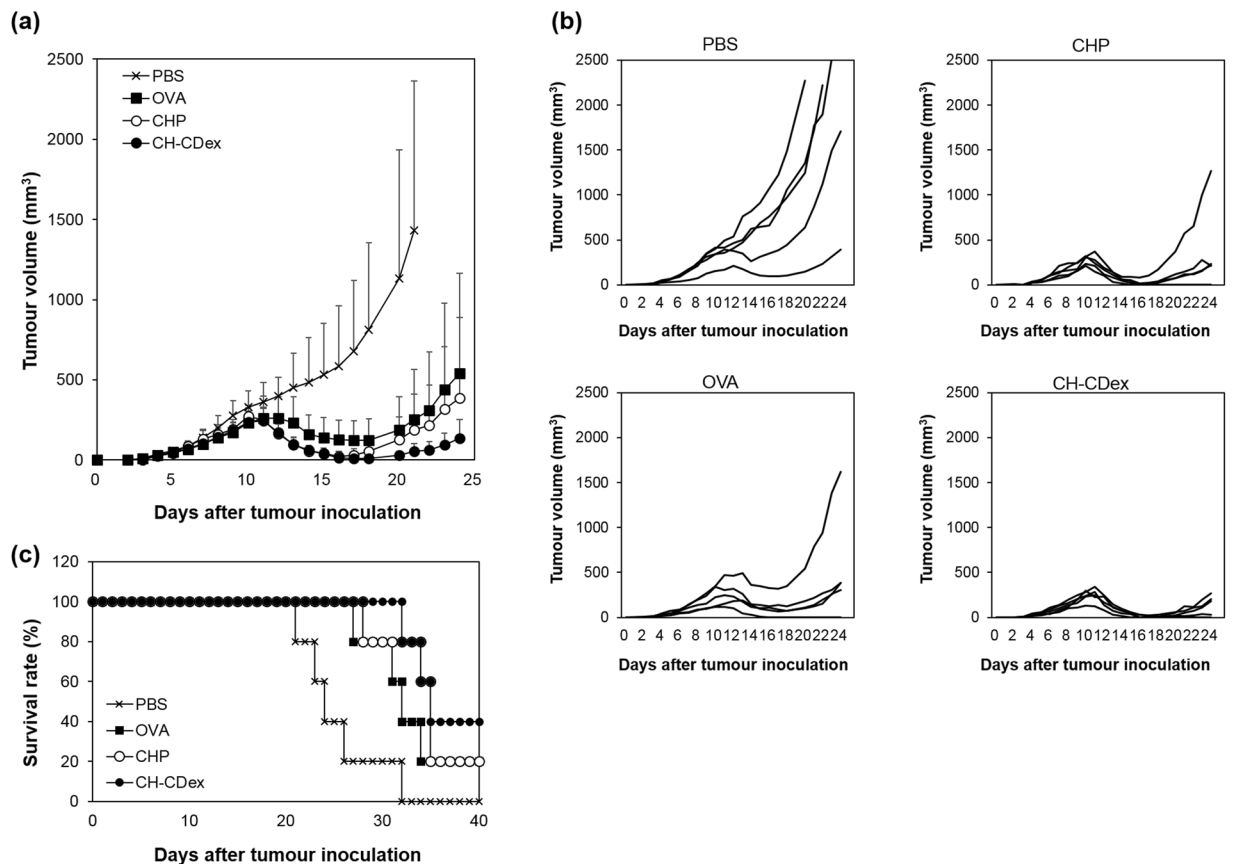 (a)
2500
2000
1500
1000
500
0
Tumour volume (mm³)
PBS
OVA
CHP
CH-CDex
0 5 10 15 20 25
Days after tumour inoculation
(b)
PBS
2500
2000
1500
1000
500
0
Tumour volume (mm³)
0 2 4 6 8 10 12 14 16 18 20 22 24
Days after tumour inoculation
CHP
2500
2000
1500
1000
500
0
Tumour volume (mm³)
0 2 4 6 8 10 12 14 16 18 20 22 24
Days after tumour inoculation
OVA
2500
2000
1500
1000
500
0
Tumour volume (mm³)
0 2 4 6 8 10 12 14 16 18 20 22 24
Days after tumour inoculation
CH-CDex
2500
2000
1500
1000
500
0
Tumour volume (mm³)
0 2 4 6 8 10 12 14 16 18 20 22 24
Days after tumour inoculation
(c)
120
100
80
60
40
20
0
Survival rate (%)
PBS
OVA
CHP
CH-CDex
0 10 20 30 40
Days after tumour inoculation